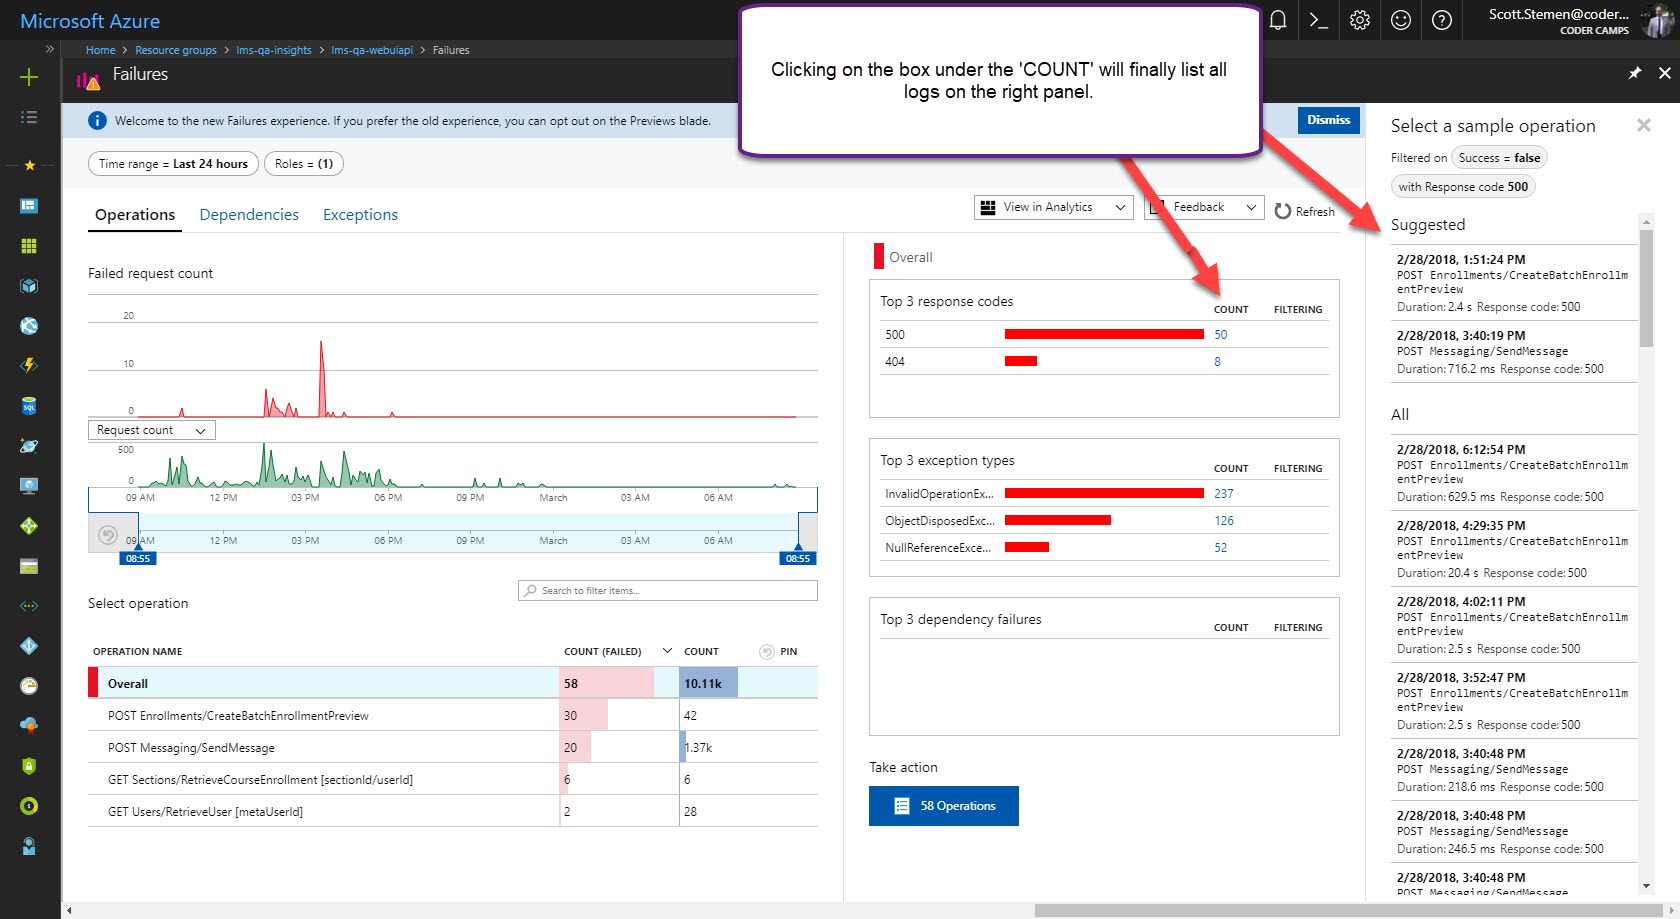 Microsoft Azure
Scott.Stemen@coder...
CODER CAMPS
Home > Resource groups > lms-qa-insights > lms-qa-webuiapi > Failures
Failures
Clicking on the box under the 'COUNT' will finally list all
logs on the right panel.
Welcome to the new Failures experience. If you prefer the old experience, you can opt out on the Previews blade.
Dismiss
Time range = Last 24 hours
Roles = (1)
Operations
Dependencies
Exceptions
View in Analytics
Feedback
Refresh
Failed request count
20
10
0
Request count
500
0
09 AM 12 PM 03 PM 06 PM 09 PM March 03 AM 06 AM
09 AM 12 PM 03 PM 06 PM 09 PM March 03 AM 06 AM
08:55 08:55
Select operation
Search to filter items...
OPERATION NAME COUNT (FAILED) COUNT PIN
Overall 58 10.11k
POST Enrollments/CreateBatchEnrollmentPreview 30 42
POST Messaging/SendMessage 20 1.37k
GET Sections/RetrieveCourseEnrollment [sectionId/userId] 6 6
GET Users/RetrieveUser [metaUserId] 2 28
Overall
Top 3 response codes
COUNT FILTERING
500 50
404 8
Top 3 exception types
COUNT FILTERING
InvalidOperationEx... 237
ObjectDisposedExc... 126
NullReferenceExce... 52
Top 3 dependency failures
COUNT FILTERING
Take action
58 Operations
Select a sample operation
Filtered on Success = false
with Response code 500
Suggested
2/28/2018, 1:51:24 PM
POST Enrollments/CreateBatchEnrollm
entPreview
Duration: 2.4 s Response code: 500
2/28/2018, 3:40:19 PM
POST Messaging/SendMessage
Duration: 716.2 ms Response code: 500
All
2/28/2018, 6:12:54 PM
POST Enrollments/CreateBatchEnrollm
entPreview
Duration: 629.5 ms Response code: 500
2/28/2018, 4:29:35 PM
POST Enrollments/CreateBatchEnrollm
entPreview
Duration: 20.4 s Response code: 500
2/28/2018, 4:02:11 PM
POST Enrollments/CreateBatchEnrollm
entPreview
Duration: 2.5 s Response code: 500
2/28/2018, 3:52:47 PM
POST Enrollments/CreateBatchEnrollm
entPreview
Duration: 2.5 s Response code: 500
2/28/2018, 3:40:48 PM
POST Messaging/SendMessage
Duration: 218.6 ms Response code: 500
2/28/2018, 3:40:48 PM
POST Messaging/SendMessage
Duration: 246.5 ms Response code: 500
2/28/2018, 3:40:48 PM
POST Messaging/SendMessage